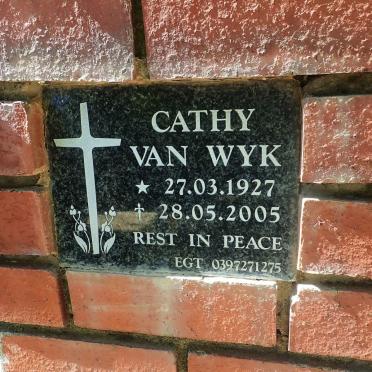 CATHY
VAN WYK
★ 27.03.1927
✝ 28.05.2005
REST IN PEACE
EGT 0397271275